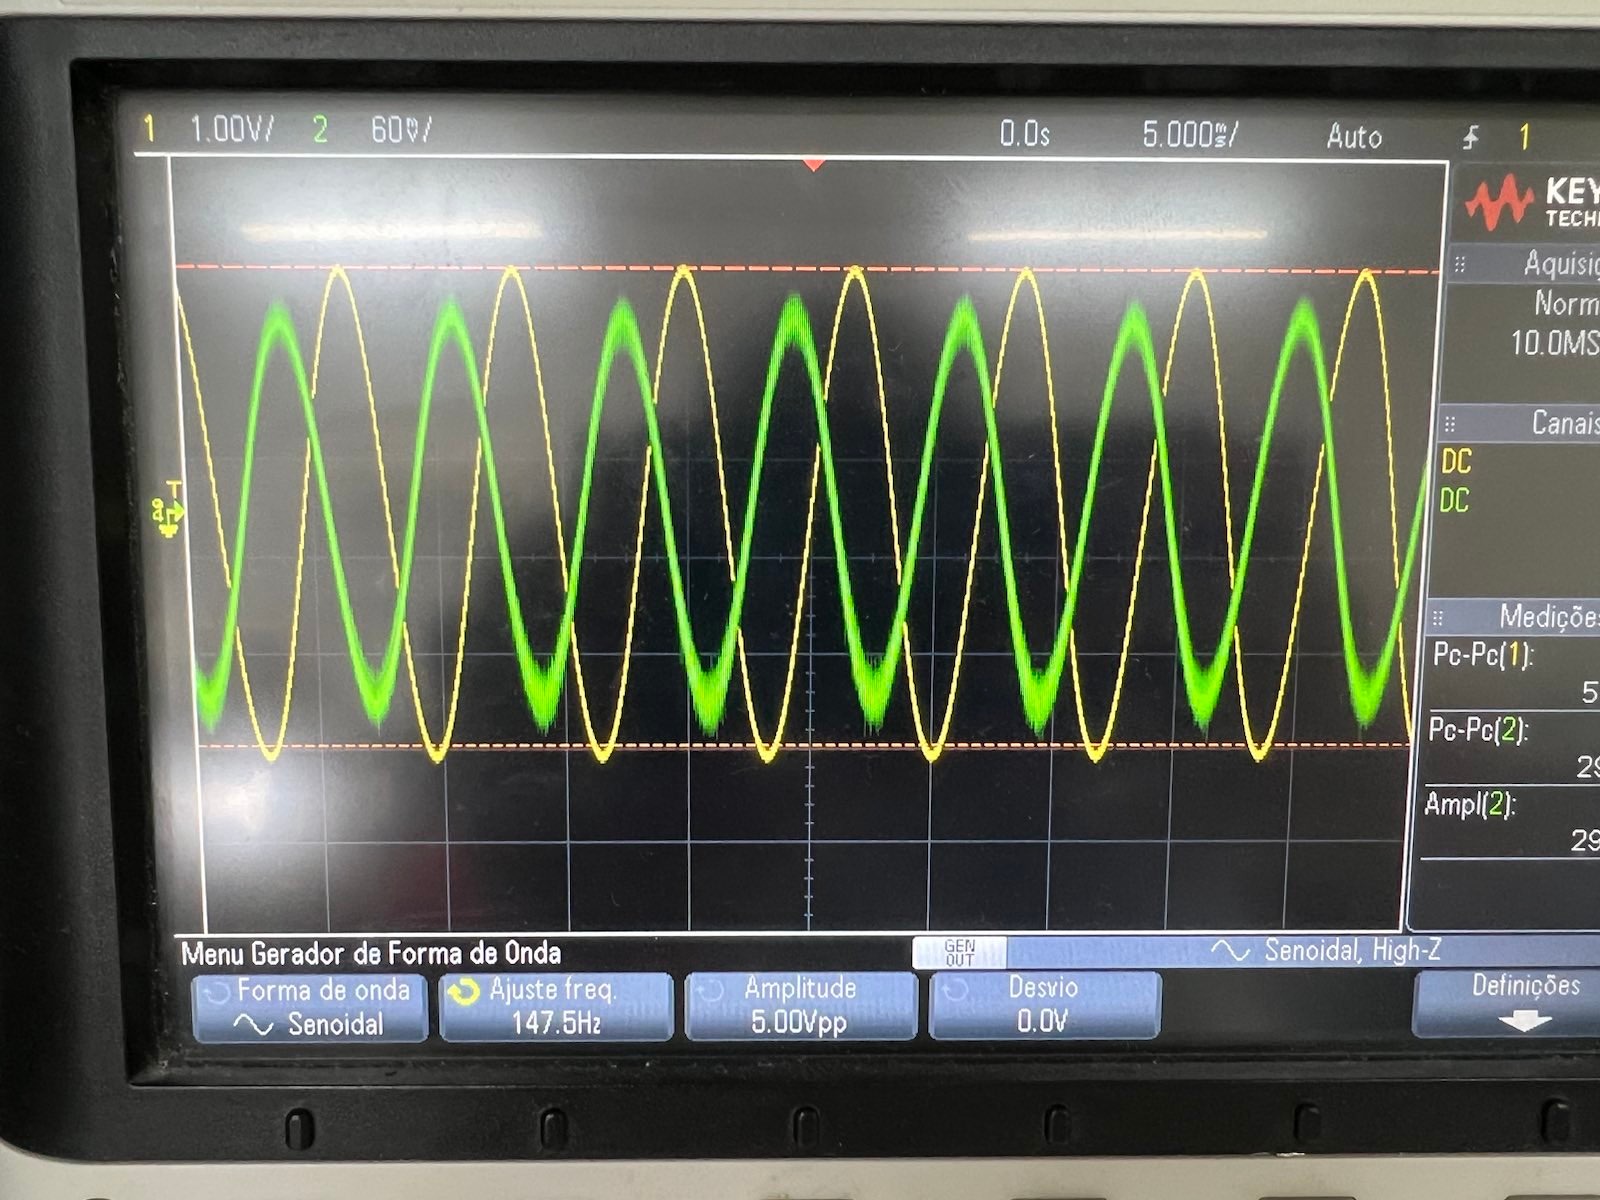 1 1.00V/ 2 60mV/ 0.0s 5.000ms/ Auto 1
KEY
TECH
Aquisiç
Norm
10.0MS
Canais
DC
DC
Medições
Pc-Pc(1):
5
Pc-Pc(2):
29
Ampl(2):
29
T
Menu Gerador de Forma de Onda
GEN
OUT
Senoidal, High-Z
Forma de onda
Senoidal
Ajuste freq.
147.5Hz
Amplitude
5.00Vpp
Desvio
0.0V
Definições